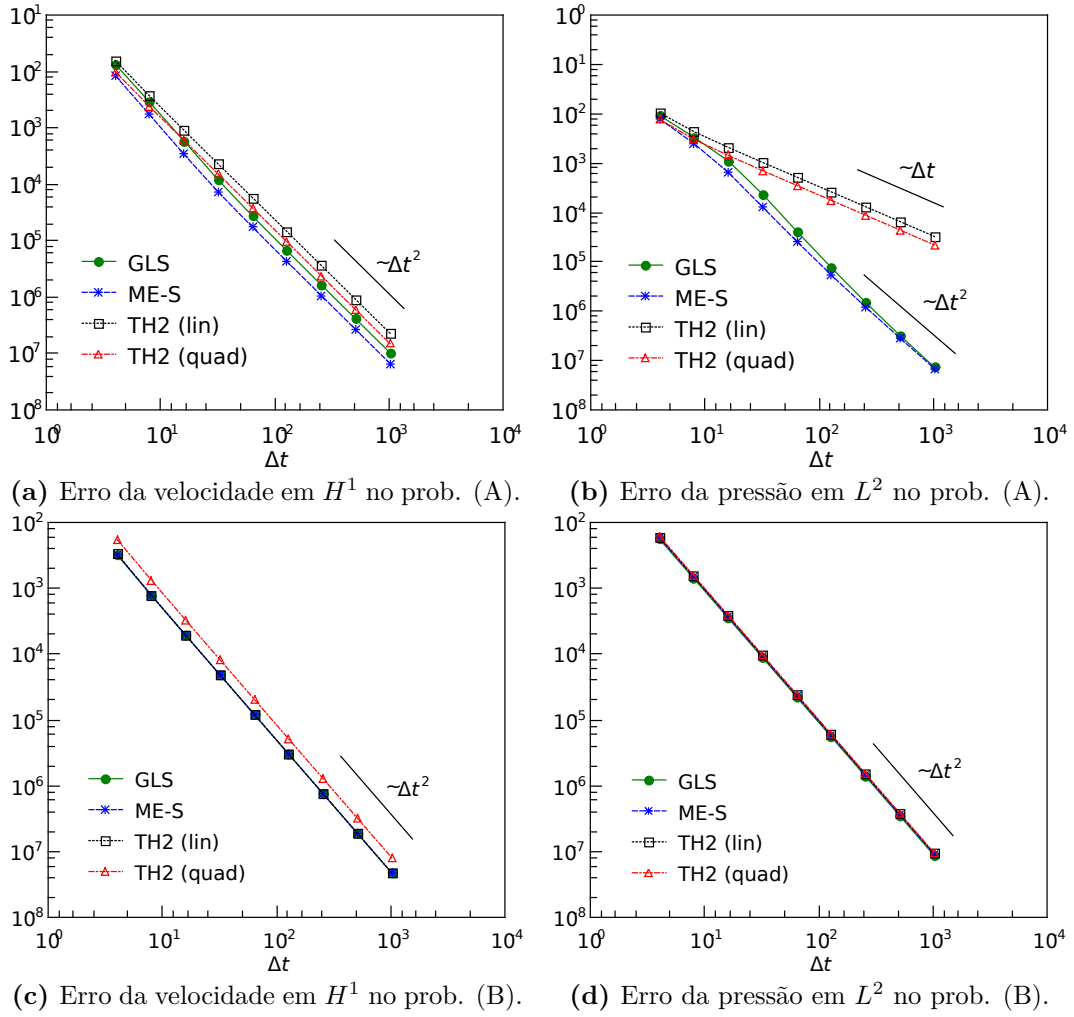 10¹
10²
10³
10⁴
10⁵
10⁶
10⁷
10⁸
10⁰ 10¹ 10² 10³ 10⁴
Δt
~Δt²
GLS
ME-S
TH2 (lin)
TH2 (quad)
(a) Erro da velocidade em H¹ no prob. (A).
10⁰
10¹
10⁰
10²
10³
10⁴
10⁵
10⁶
10⁷
10⁸
10⁰ 10¹ 10² 10³ 10⁴
Δt
~Δt
~Δt²
GLS
ME-S
TH2 (lin)
TH2 (quad)
(b) Erro da pressão em L² no prob. (A).
10²
10³
10⁴
10⁵
10⁶
10⁷
10⁸
10⁰ 10¹ 10² 10³ 10⁴
Δt
~Δt²
GLS
ME-S
TH2 (lin)
TH2 (quad)
(c) Erro da velocidade em H¹ no prob. (B).
10²
10³
10⁴
10⁵
10⁶
10⁷
10⁸
10⁰ 10¹ 10² 10³ 10⁴
Δt
~Δt²
GLS
ME-S
TH2 (lin)
TH2 (quad)
(d) Erro da pressão em L² no prob. (B).